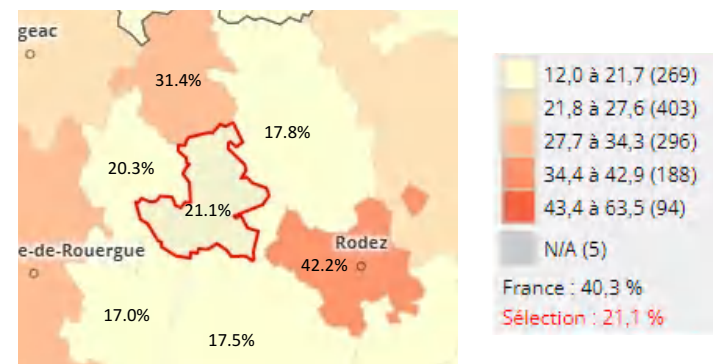 geac
31.4%
17.8%
20.3%
21.1%
Rodez
e-de-Rouergue
42.2%
17.0%
17.5%
12,0 à 21,7 (269)
21,8 à 27,6 (403)
27,7 à 34,3 (296)
34,4 à 42,9 (188)
43,4 à 63,5 (94)
N/A (5)
France : 40,3 %
Sélection : 21,1 %